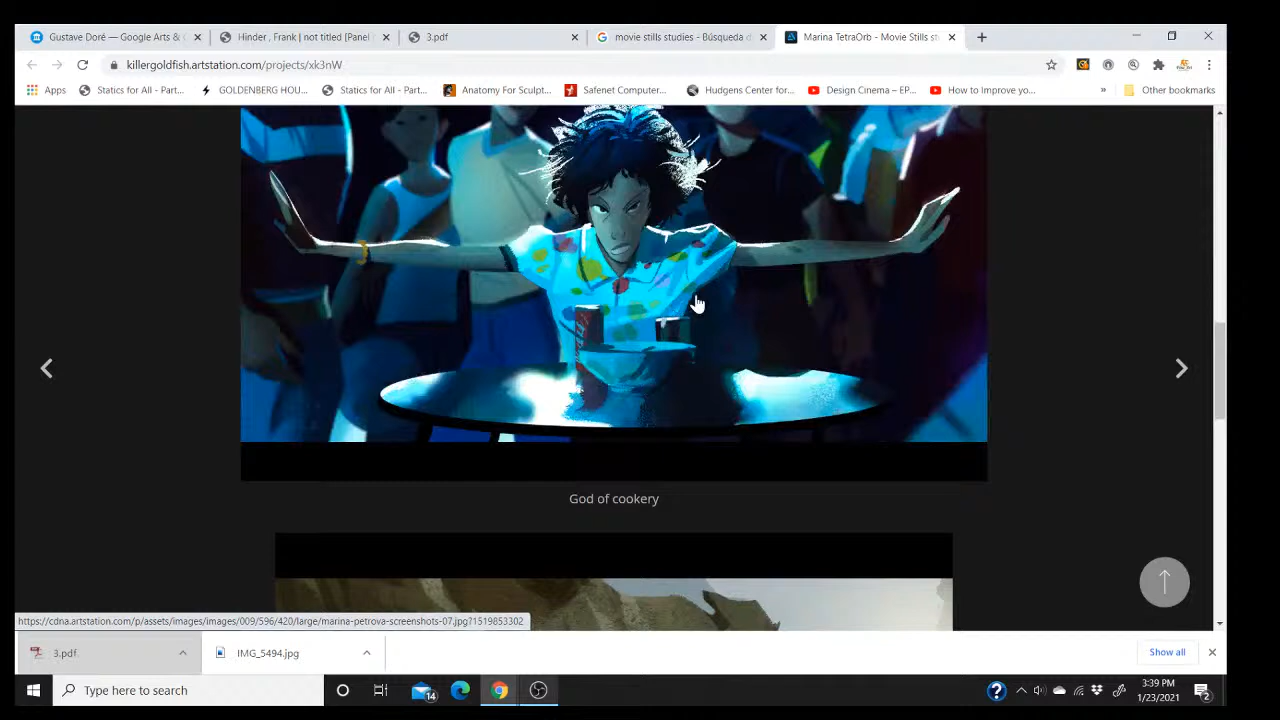 Gustave Doré — Google Arts & C
Hinder , Frank | not titled [Panel
3.pdf
movie stills studies - Búsqueda d
Marina TetraOrb - Movie Stills st
killergoldfish.artstation.com/projects/xk3nW
Apps
Statics for All - Part...
GOLDENBERG HOU...
Statics for All - Part...
Anatomy For Sculpt...
Safenet Computer...
Hudgens Center for...
Design Cinema – EP...
How to Improve yo...
»
Other bookmarks
God of cookery
https://cdna.artstation.com/p/assets/images/images/009/596/420/large/marina-petrova-screenshots-07.jpg?1519853302
3.pdf
IMG_5494.jpg
Show all
Type here to search
14
3:39 PM
1/23/2021
2